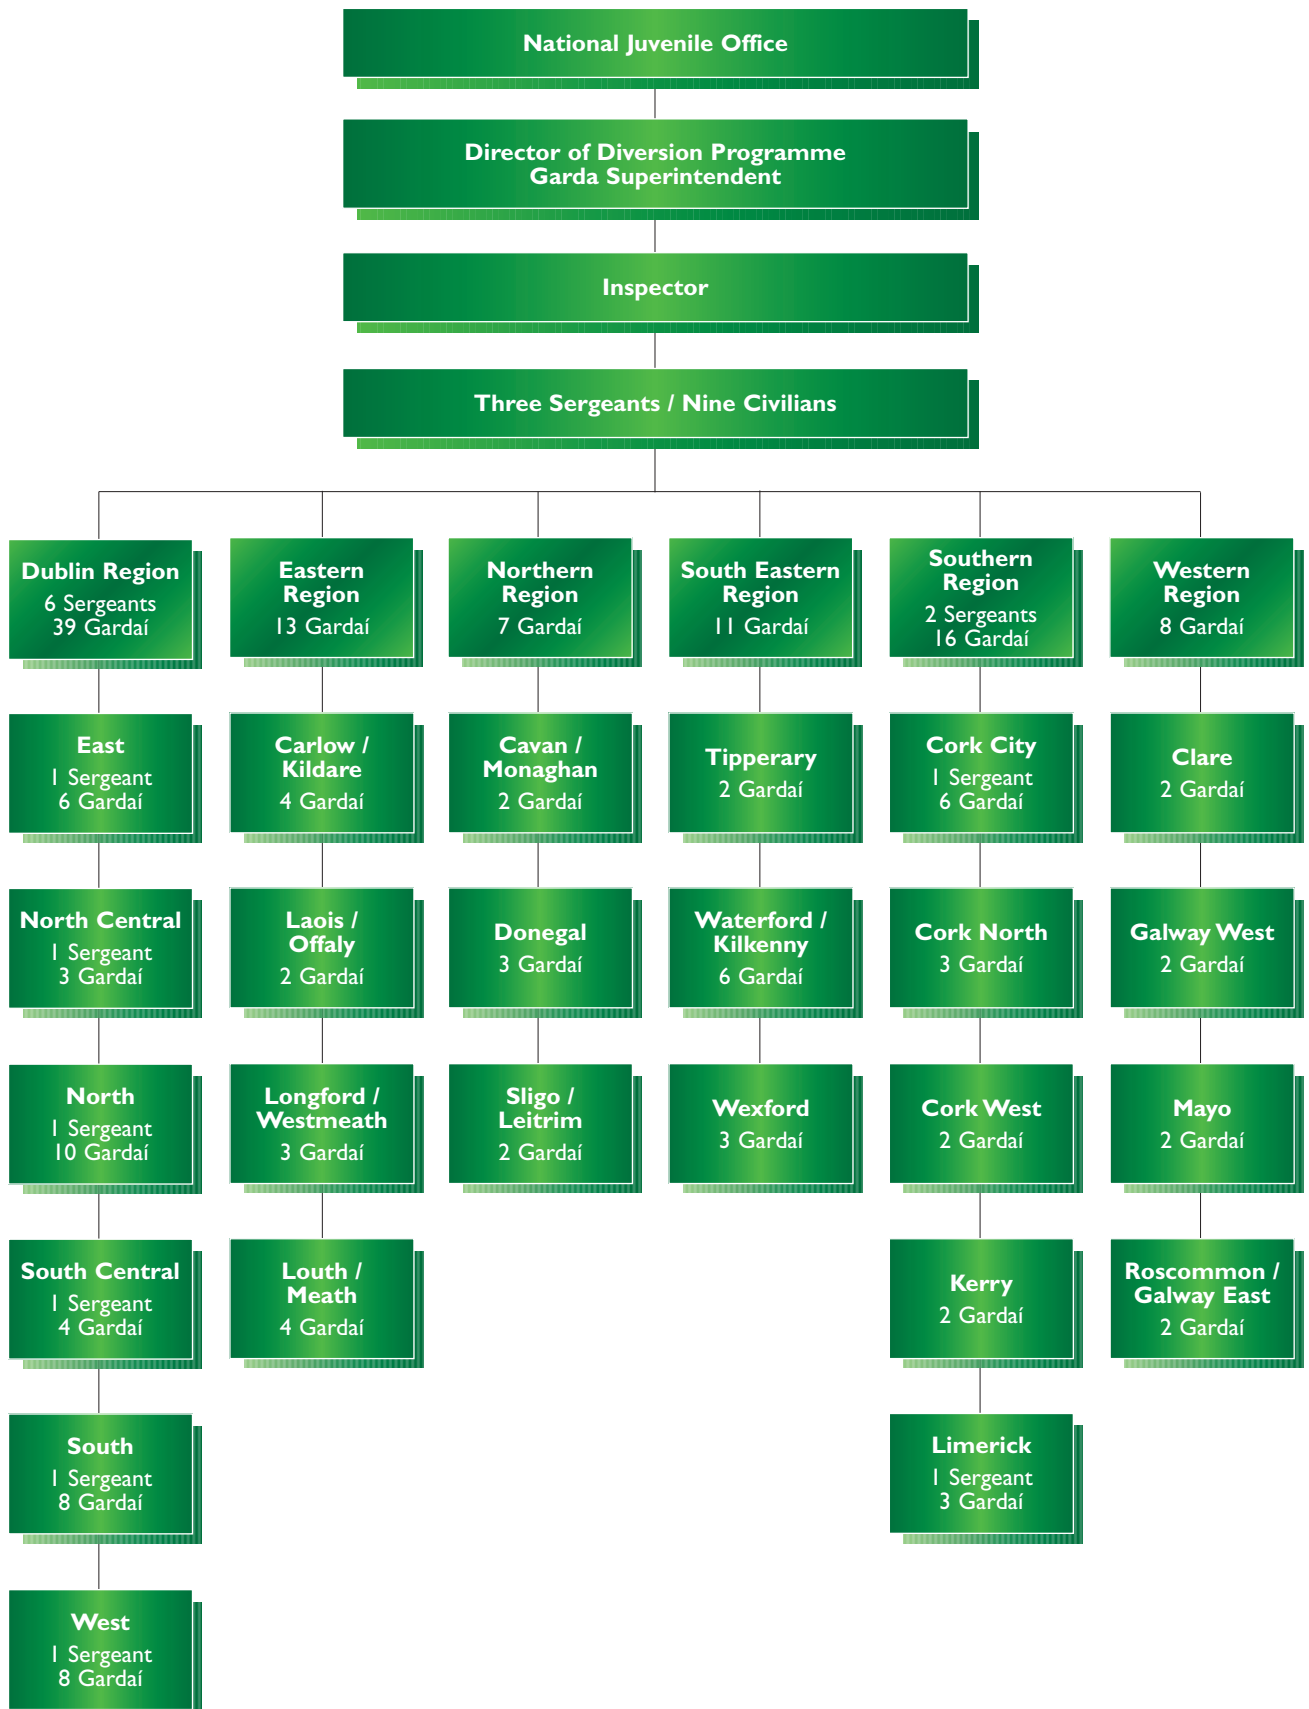 National Juvenile Office
Director of Diversion Programme
Garda Superintendent
Inspector
Three Sergeants / Nine Civilians
Dublin Region
6 Sergeants
39 Gardaí
East
1 Sergeant
6 Gardaí
North Central
1 Sergeant
3 Gardaí
North
1 Sergeant
10 Gardaí
South Central
1 Sergeant
4 Gardaí
South
1 Sergeant
8 Gardaí
West
1 Sergeant
8 Gardaí
Eastern
Region
13 Gardaí
Carlow /
Kildare
4 Gardaí
Laois /
Offaly
2 Gardaí
Longford /
Westmeath
3 Gardaí
Louth /
Meath
4 Gardaí
Northern
Region
7 Gardaí
Cavan /
Monaghan
2 Gardaí
Donegal
3 Gardaí
Sligo /
Leitrim
2 Gardaí
South Eastern
Region
11 Gardaí
Tipperary
2 Gardaí
Waterford /
Kilkenny
6 Gardaí
Wexford
3 Gardaí
Southern
Region
2 Sergeants
16 Gardaí
Cork City
1 Sergeant
6 Gardaí
Cork North
3 Gardaí
Cork West
2 Gardaí
Kerry
2 Gardaí
Limerick
1 Sergeant
3 Gardaí
Western
Region
8 Gardaí
Clare
2 Gardaí
Galway West
2 Gardaí
Mayo
2 Gardaí
Roscommon /
Galway East
2 Gardaí